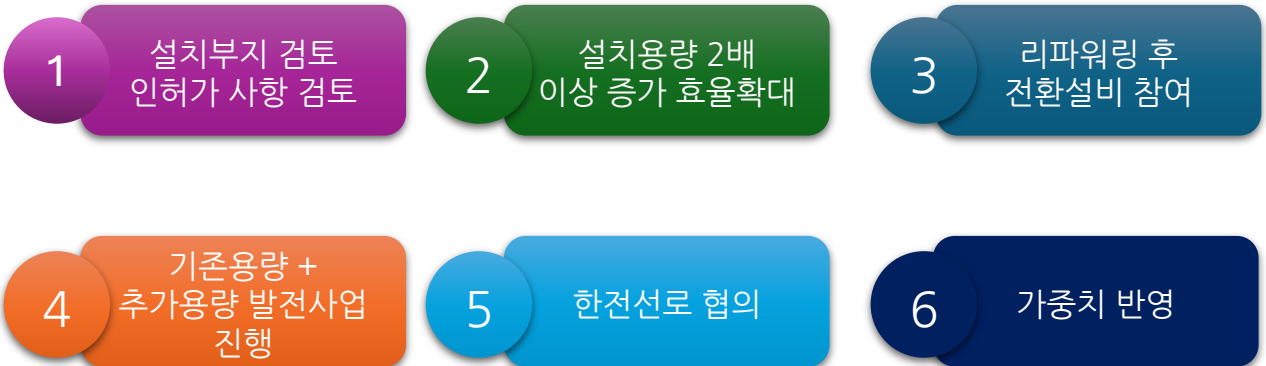 1
설치부지 검토
인허가 사항 검토
2
설치용량 2배
이상 증가 효율확대
3
리파워링 후
전환설비 참여
4
기존용량 +
추가용량 발전사업
진행
5
한전선로 협의
6
가중치 반영